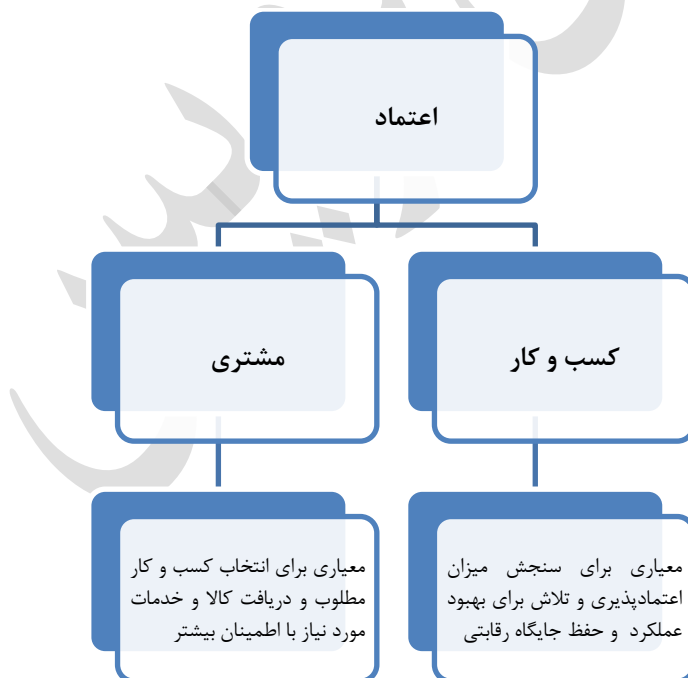 اعتماد
کسب و کار
مشتری
معیاری برای سنجش میزان
اعتمادپذیری و تلاش برای بهبود
عملکرد و حفظ جایگاه رقابتی
معیاری برای انتخاب کسب و کار
مطلوب و دریافت کالا و خدمات
مورد نیاز با اطمینان بیشتر